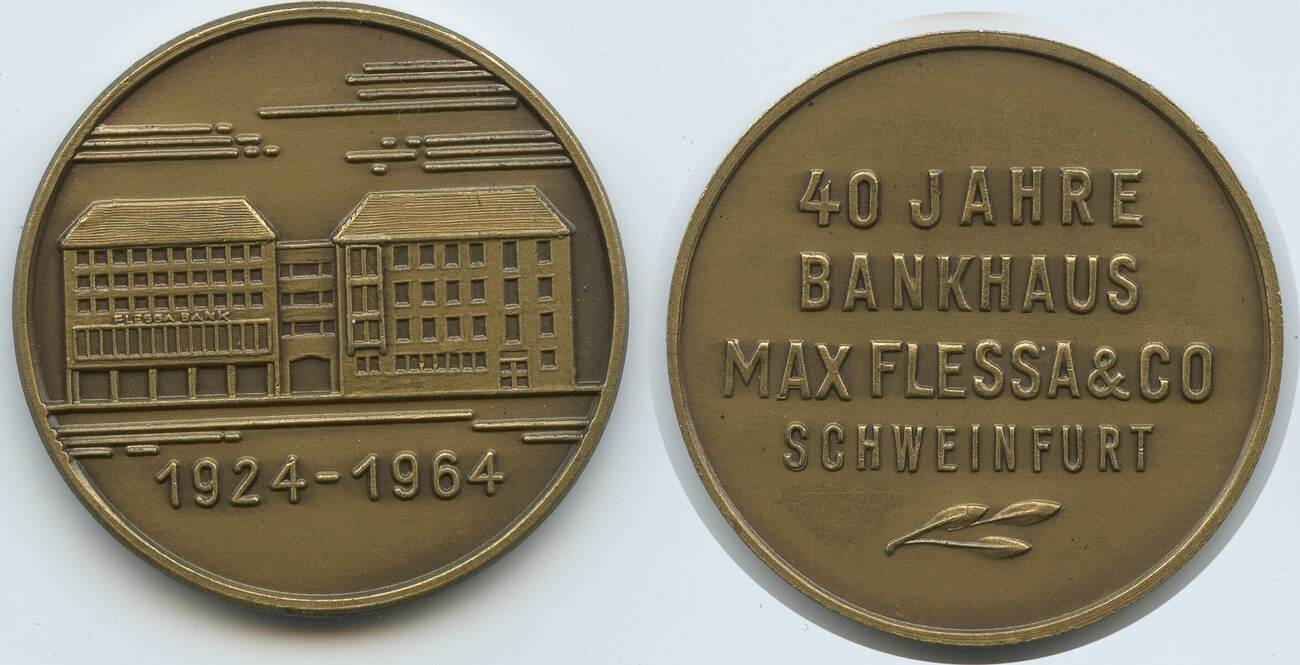 FLESSA BANK
1924-1964
40 JAHRE
BANKHAUS
MAX FLESSA & CO
SCHWEINFURT